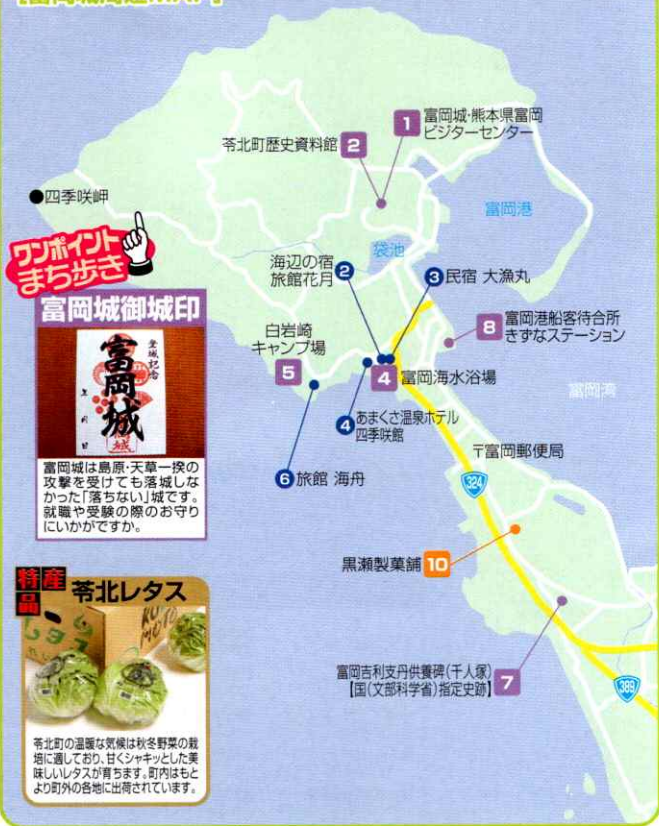 富岡城・熊本県富岡
ビジターセンター
1
苓北町歴史資料館 2
●四季咲岬
富岡港
袋池
ワンポイント
まち歩き
海辺の宿
旅館花月 2
3 民宿 大漁丸
富岡城御城印
登城記念
富岡城
年 月 日
8 富岡港船客待合所
きずなステーション
白岩崎
キャンプ場
5
4 富岡海水浴場
富岡湾
4 あまくさ温泉ホテル
四季咲館
〒富岡郵便局
6 旅館 海舟
324
富岡城は島原・天草一揆の
攻撃を受けても落城しな
かった「落ちない」城です。
就職や受験の際のお守り
にいかがですか。
黒瀬製菓舗 10
特産品
苓北レタス
レタス
富岡吉利支丹供養碑(千人塚)
【国(文部科学省)指定史跡】 7
389
苓北町の温暖な気候は秋冬野菜の栽
培に適しており、甘くシャキッとした美
味しいレタスが育ちます。町内はもと
より町外の各地に出荷されています。